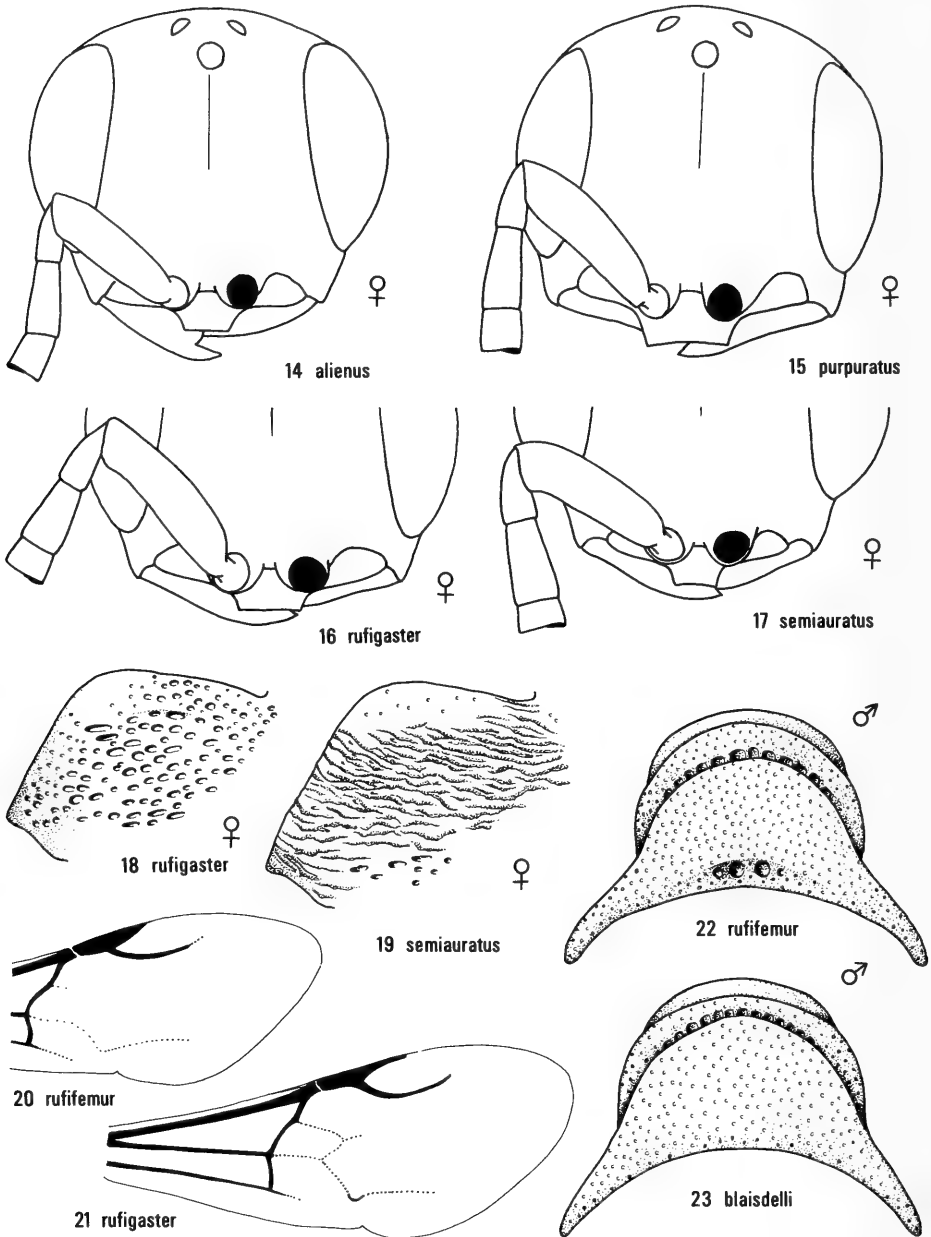 ♀
14 alienus
♀
15 purpuratus
♀
16 rufigaster
♀
17 semiauratus
♀
18 rufigaster
♀
19 semiauratus
♂
22 rufifemur
20 rufifemur
21 rufigaster
♂
23 blaisdelli